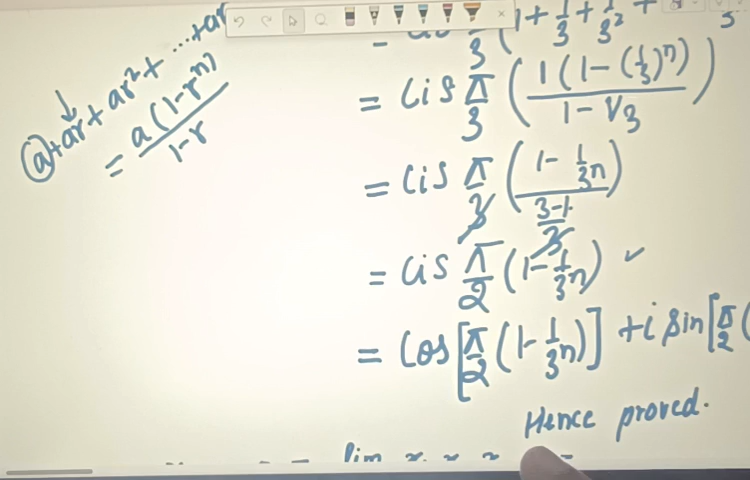 a+ar+ar²+...+ar
= a(1-rⁿ)/1-r
(1+ 1/3 + 1/3² +
= Cis π/3 (1(1-(1/3)ⁿ)/1-1/3)
= Cis π/3 (1- 1/3ⁿ / 3-1/3)
= Cis π/2 (1- 1/3ⁿ) ✓
= Cos[π/2 (1- 1/3ⁿ)] +i Sin[π/2 (
Hence proved.
lim x x x